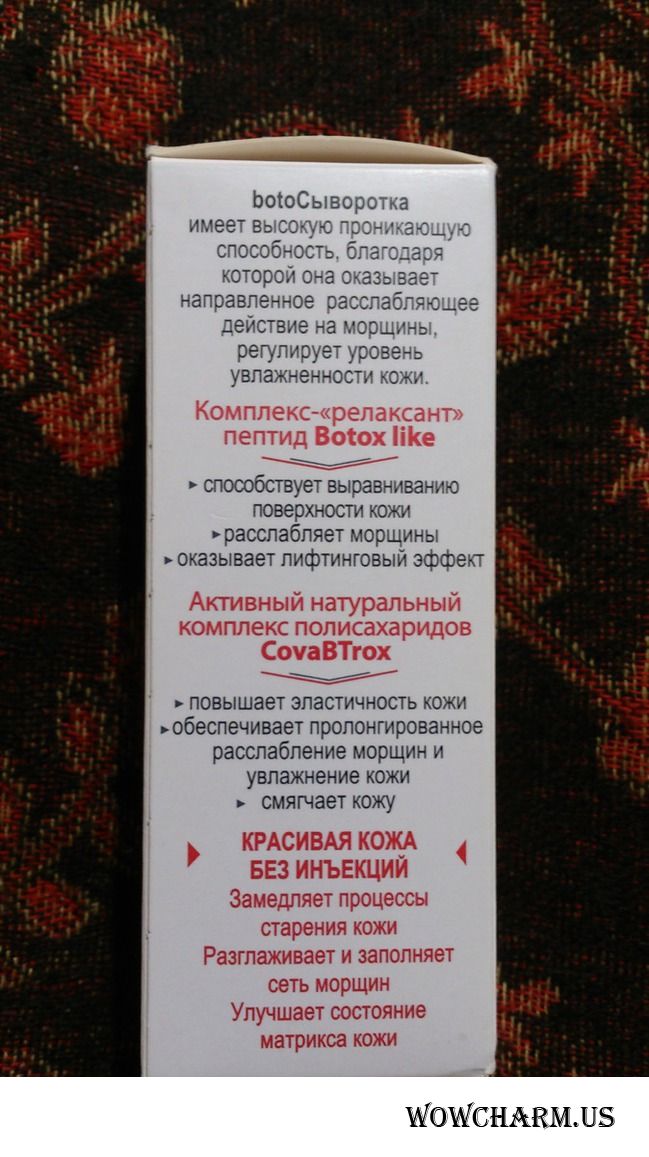 botoСыворотка
имеет высокую проникающую
способность, благодаря
которой она оказывает
направленное расслабляющее
действие на морщины,
регулирует уровень
увлажненности кожи.
Комплекс-«релаксант»
пептид Botox like
▸ способствует выравниванию
поверхности кожи
▸ расслабляет морщины
▸ оказывает лифтинговый эффект
Активный натуральный
комплекс полисахаридов
CovaBTrox
▸ повышает эластичность кожи
▸ обеспечивает пролонгированное
расслабление морщин и
увлажнение кожи
▸ смягчает кожу
КРАСИВАЯ КОЖА
БЕЗ ИНЪЕКЦИЙ
Замедляет процессы
старения кожи
Разглаживает и заполняет
сеть морщин
Улучшает состояние
матрикса кожи
WOWCHARM.US